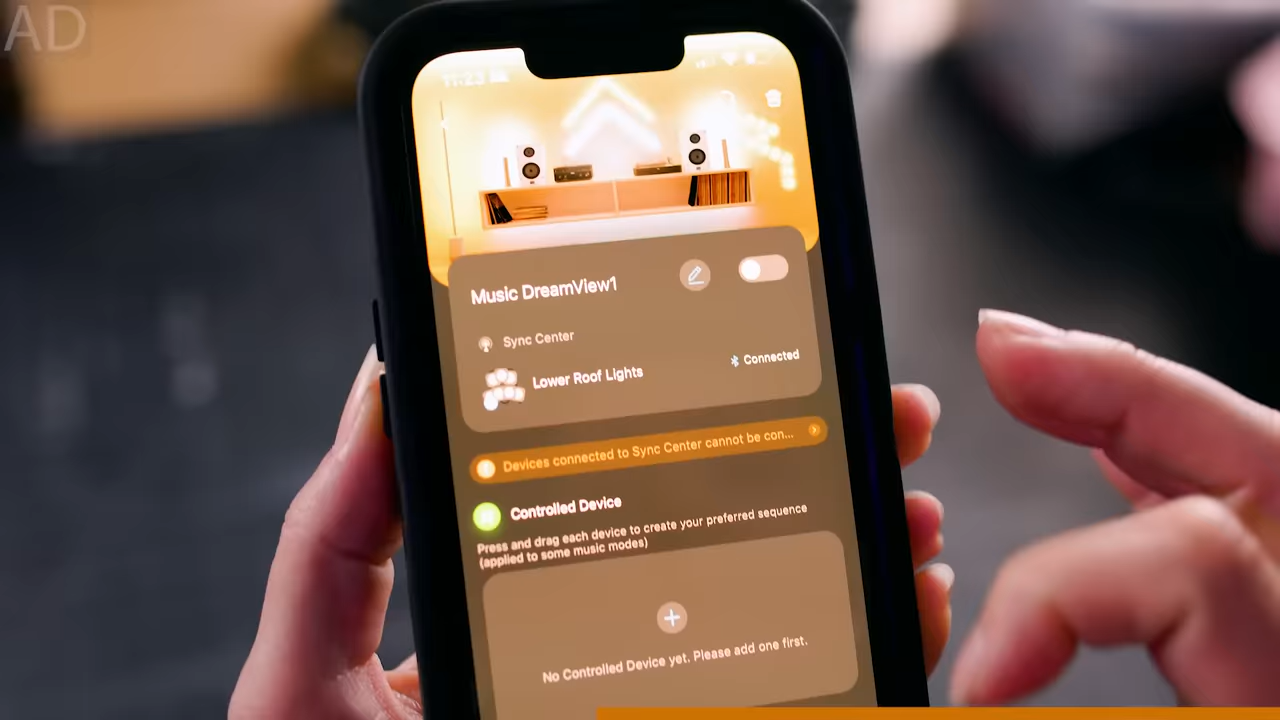 AD
11:23
Music DreamView1
Sync Center
Lower Roof Lights
Connected
Devices connected to Sync Center cannot be con...
Controlled Device
Press and drag each device to create your preferred sequence
(applied to some music modes)
No Controlled Device yet. Please add one first.